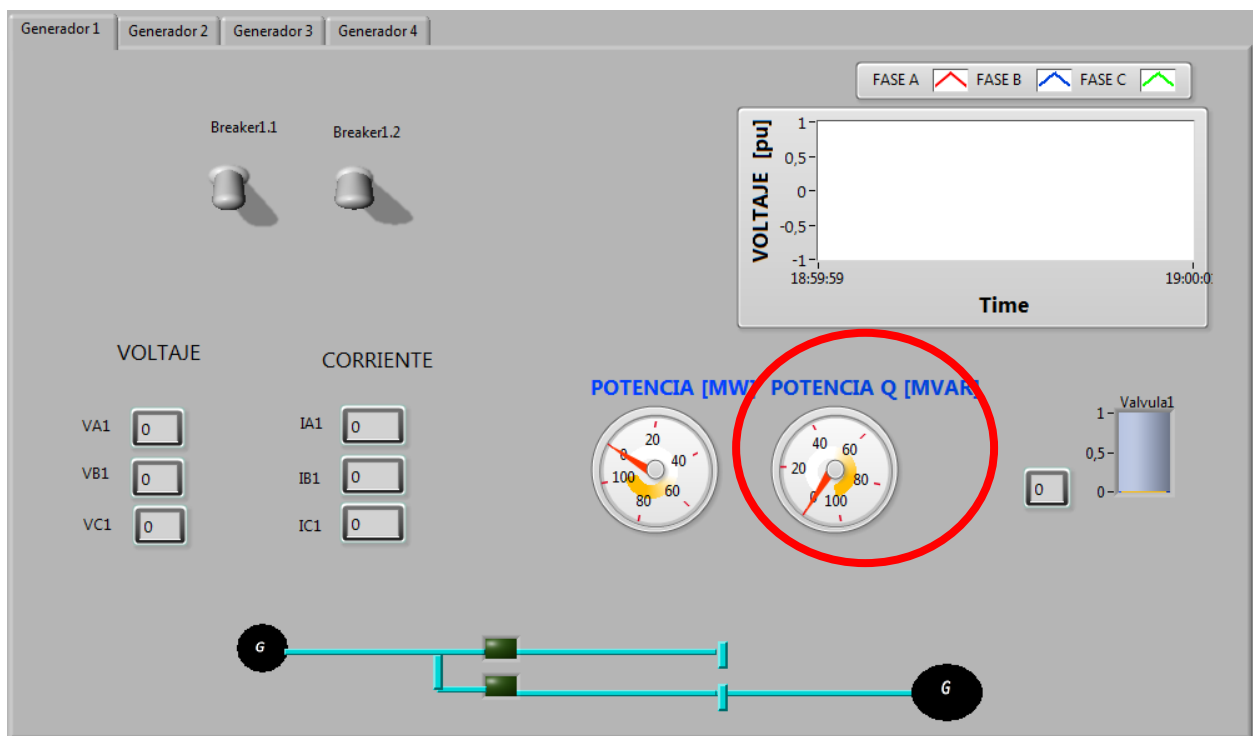 Generador 1 Generador 2 Generador 3 Generador 4
FASE A FASE B FASE C
Breaker1.1 Breaker1.2
VOLTAJE [pu]
1
0,5
0
-0,5
-1
18:59:59 19:00:0
Time
VOLTAJE CORRIENTE
POTENCIA [MW] POTENCIA Q [MVAR]
VA1 0 IA1 0
VB1 0 IB1 0
VC1 0 IC1 0
0 20 40 60 80 100
0 20 40 60 80 100
0
Valvula1
1
0,5
0
G
G